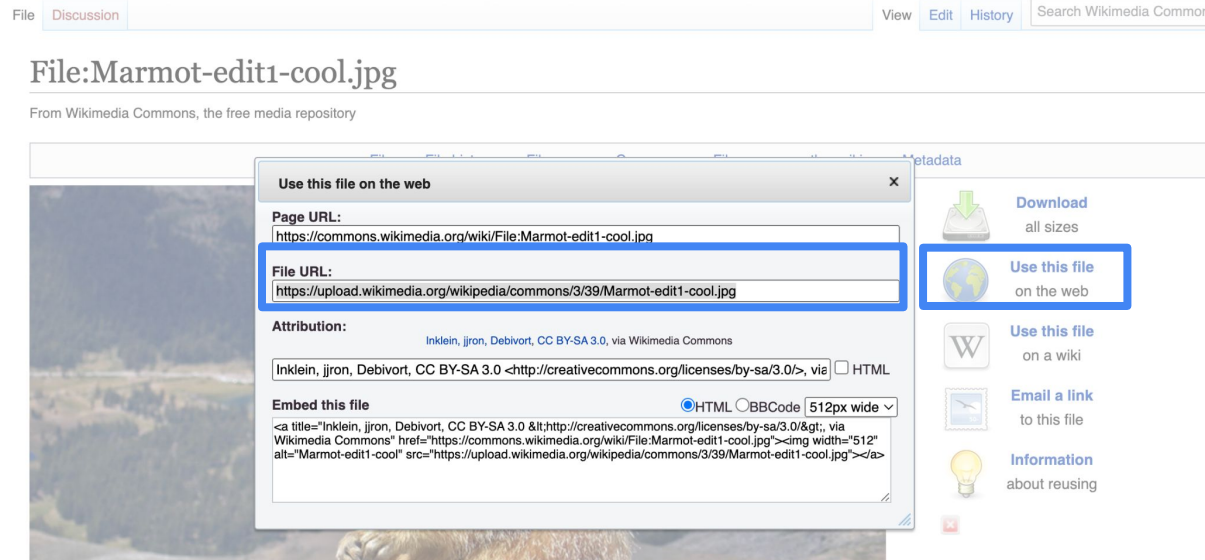 File Discussion View Edit History Search Wikimedia Common
File:Marmot-edit1-cool.jpg
From Wikimedia Commons, the free media repository
Metadata
Use this file on the web x
Page URL:
https://commons.wikimedia.org/wiki/File:Marmot-edit1-cool.jpg
File URL:
https://upload.wikimedia.org/wikipedia/commons/3/39/Marmot-edit1-cool.jpg
Attribution:
Inklein, jjron, Debivort, CC BY-SA 3.0, via Wikimedia Commons
Inklein, jjron, Debivort, CC BY-SA 3.0 <http://creativecommons.org/licenses/by-sa/3.0/>, via HTML
Embed this file HTML BBCode 512px wide
<a title="Inklein, jjron, Debivort, CC BY-SA 3.0 &lt;http://creativecommons.org/licenses/by-sa/3.0/&gt;, via
Wikimedia Commons" href="https://commons.wikimedia.org/wiki/File:Marmot-edit1-cool.jpg"><img width="512"
alt="Marmot-edit1-cool" src="https://upload.wikimedia.org/wikipedia/commons/3/39/Marmot-edit1-cool.jpg"></a>
Download
all sizes
Use this file
on the web
W
Use this file
on a wiki
Email a link
to this file
Information
about reusing